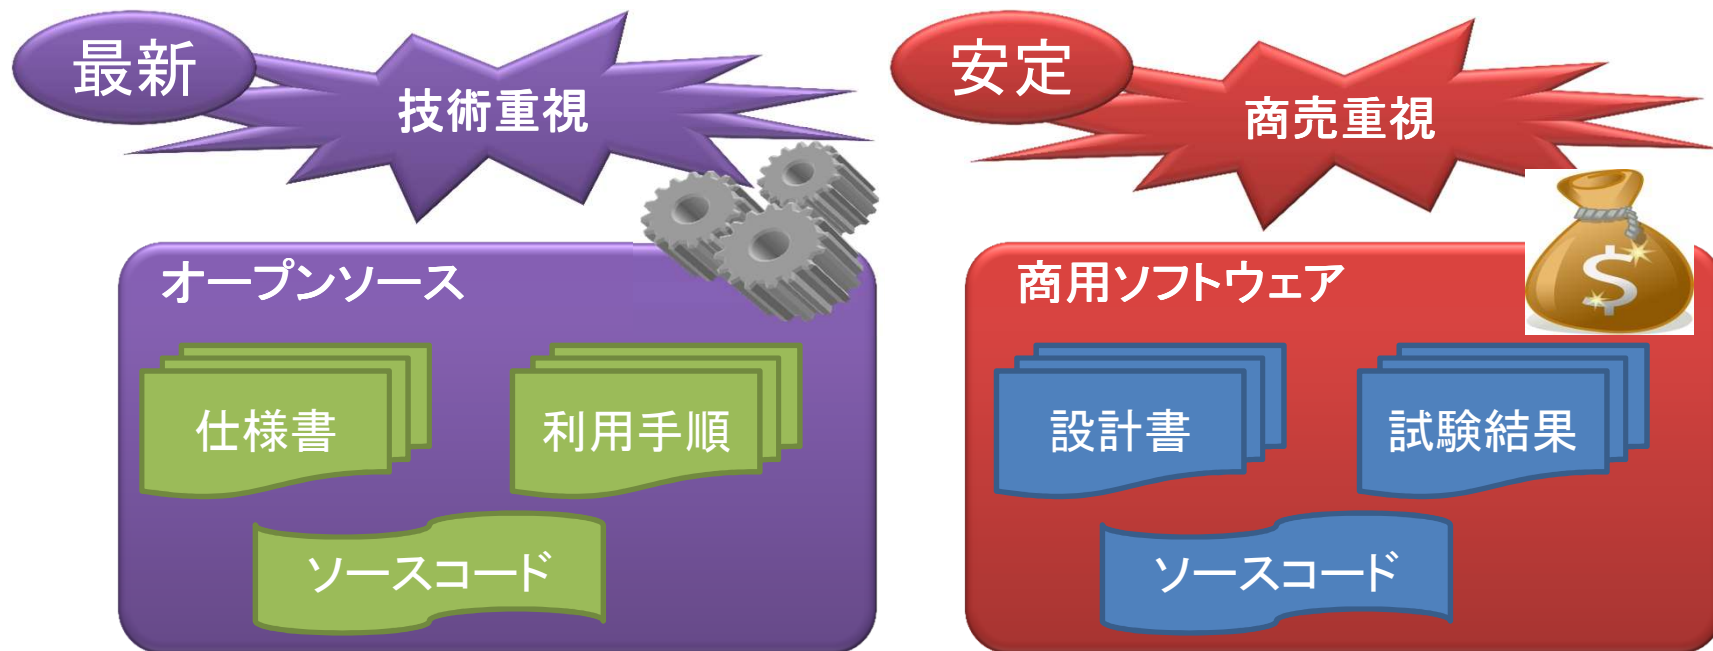 最新
技術重視
オープンソース
仕様書
利用手順
ソースコード
安定
商売重視
商用ソフトウェア
$
設計書
試験結果
ソースコード